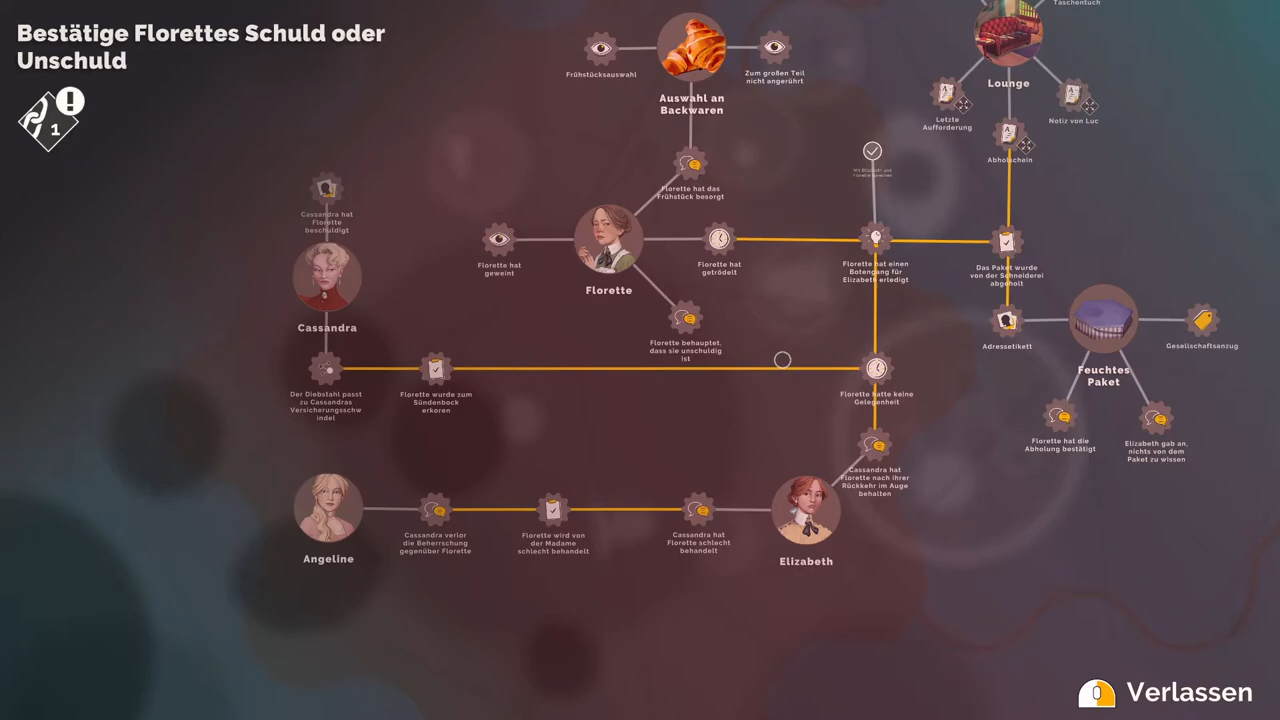 Bestätige Florettes Schuld oder
Unschuld
1
Taschentuch
Frühstücksauswahl
Zum großen Teil
nicht angerührt
Auswahl an
Backwaren
Lounge
Letzte
Aufforderung
Notiz von Luc
Abholschein
Mit Elizabeth und
Florette sprechen
Florette hat das
Frühstück besorgt
Cassandra hat
Florette
beschuldigt
Florette hat
geweint
Florette
Florette hat
getrödelt
Florette hat einen
Botengang für
Elizabeth erledigt
Das Paket wurde
von der Schneiderei
abgeholt
Cassandra
Florette behauptet,
dass sie unschuldig
ist
Adressetikett
Gesellschaftsanzug
Feuchtes
Paket
Der Diebstahl passt
zu Cassandras
Versicherungsschw
indel
Florette wurde zum
Sündenbock
erkoren
Florette hatte keine
Gelegenheit
Florette hat die
Abholung bestätigt
Elizabeth gab an,
nichts von dem
Paket zu wissen
Cassandra hat
Florette nach ihrer
Rückkehr im Auge
behalten
Angeline
Cassandra verlor
die Beherrschung
gegenüber Florette
Florette wird von
der Madame
schlecht behandelt
Cassandra hat
Florette schlecht
behandelt
Elizabeth
Verlassen